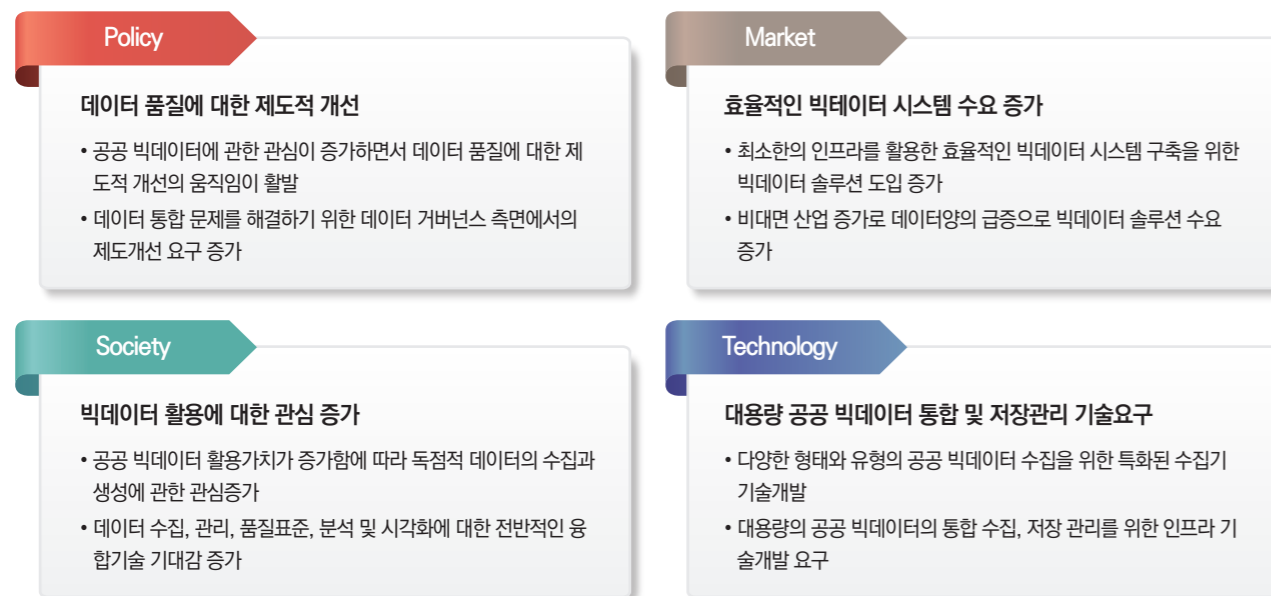 Policy
데이터 품질에 대한 제도적 개선
• 공공 빅데이터에 관한 관심이 증가하면서 데이터 품질에 대한 제
도적 개선의 움직임이 활발
• 데이터 통합 문제를 해결하기 위한 데이터 거버넌스 측면에서의
제도개선 요구 증가
Market
효율적인 빅테이터 시스템 수요 증가
• 최소한의 인프라를 활용한 효율적인 빅데이터 시스템 구축을 위한
빅데이터 솔루션 도입 증가
• 비대면 산업 증가로 데이터양의 급증으로 빅데이터 솔루션 수요
증가
Society
빅데이터 활용에 대한 관심 증가
• 공공 빅데이터 활용가치가 증가함에 따라 독점적 데이터의 수집과
생성에 관한 관심증가
• 데이터 수집, 관리, 품질표준, 분석 및 시각화에 대한 전반적인 융
합기술 기대감 증가
Technology
대용량 공공 빅데이터 통합 및 저장관리 기술요구
• 다양한 형태와 유형의 공공 빅데이터 수집을 위한 특화된 수집기
기술개발
• 대용량의 공공 빅데이터의 통합 수집, 저장 관리를 위한 인프라 기
술개발 요구